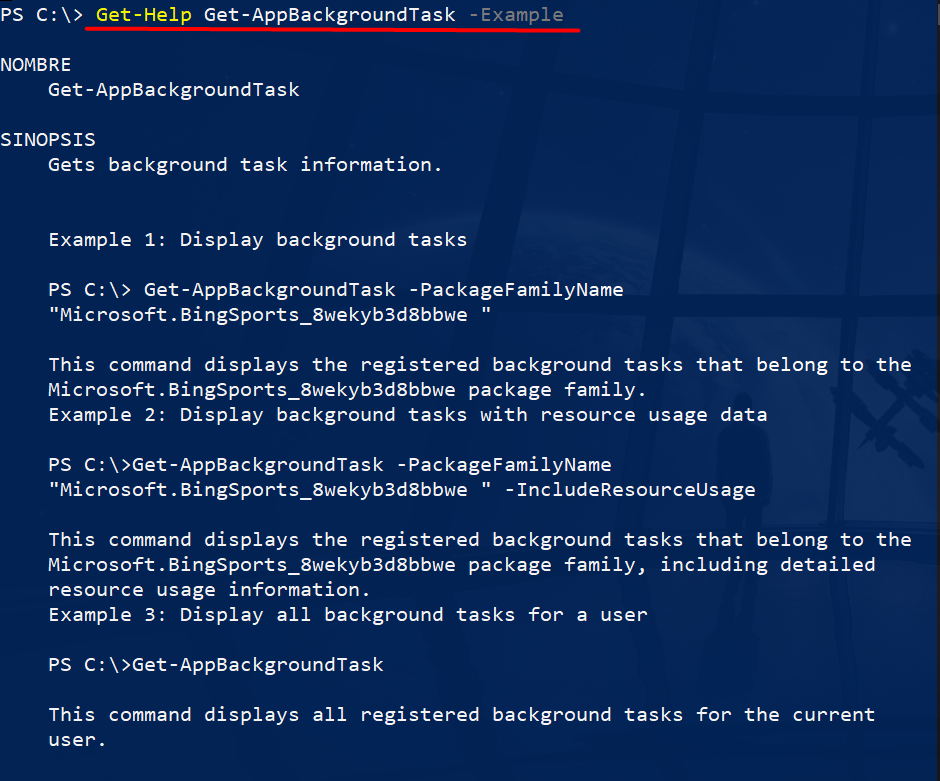 PS C:\> Get-Help Get-AppBackgroundTask -Example
NOMBRE
Get-AppBackgroundTask
SINOPSIS
Gets background task information.
Example 1: Display background tasks
PS C:\> Get-AppBackgroundTask -PackageFamilyName
"Microsoft.BingSports_8wekyb3d8bbwe "
This command displays the registered background tasks that belong to the
Microsoft.BingSports_8wekyb3d8bbwe package family.
Example 2: Display background tasks with resource usage data
PS C:\>Get-AppBackgroundTask -PackageFamilyName
"Microsoft.BingSports_8wekyb3d8bbwe " -IncludeResourceUsage
This command displays the registered background tasks that belong to the
Microsoft.BingSports_8wekyb3d8bbwe package family, including detailed
resource usage information.
Example 3: Display all background tasks for a user
PS C:\>Get-AppBackgroundTask
This command displays all registered background tasks for the current
user.